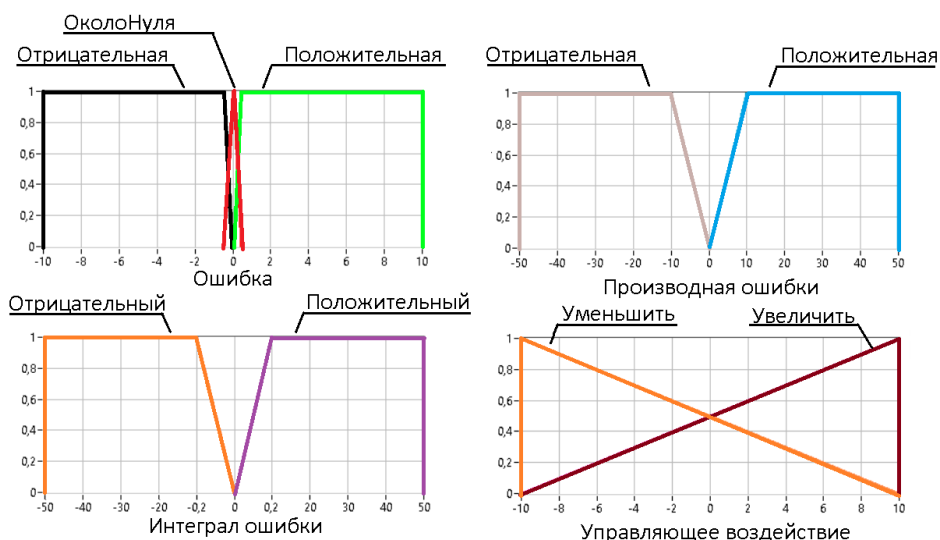 ОколоНуля
Отрицательная
Положительная
1
0,8
0,6
0,4
0,2
0
-10 -8 -6 -4 -2 0 2 4 6 8 10
Ошибка
Отрицательная
Положительная
1
0,8
0,6
0,4
0,2
0
-50 -40 -30 -20 -10 0 10 20 30 40 50
Производная ошибки
Отрицательный
Положительный
1
0,8
0,6
0,4
0,2
0
-50 -40 -30 -20 -0,2 0 0,2 20 30 40 50
Интеграл ошибки
Уменьшить
Увеличить
1
0,8
0,6
0,4
0,2
0
-10 -8 -6 -4 -2 0 2 4 6 8 10
Управляющее воздействие